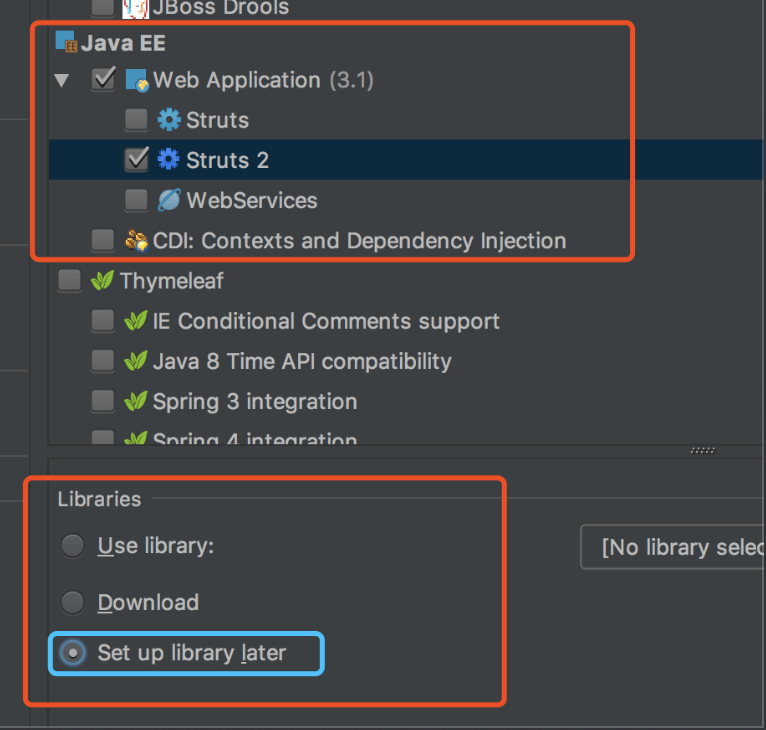 JBoss Drools
Java EE
Web Application (3.1)
Struts
Struts 2
WebServices
CDI: Contexts and Dependency Injection
Thymeleaf
IE Conditional Comments support
Java 8 Time API compatibility
Spring 3 integration
Spring 4 integration
Libraries
Use library:
[No library selec
Download
Set up library later